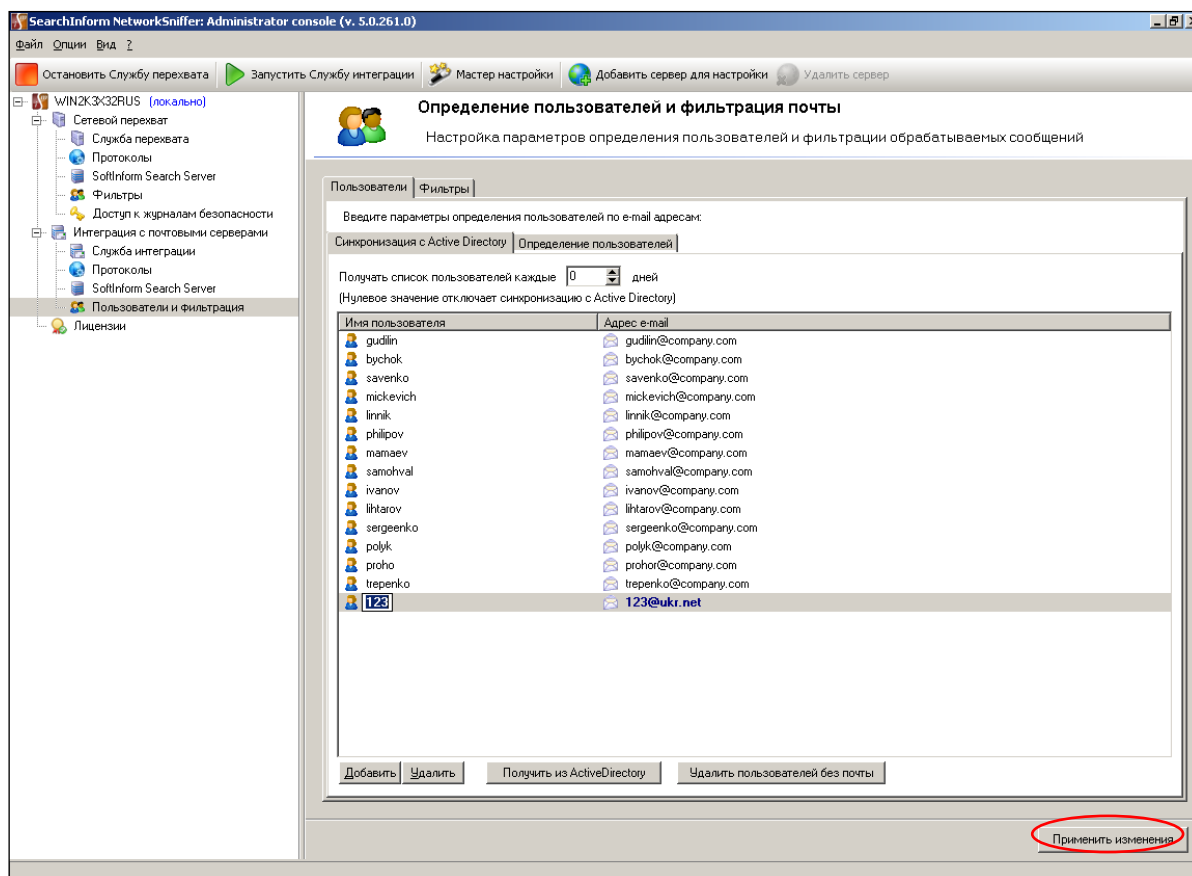 SearchInform NetworkSniffer: Administrator console (v. 5.0.261.0)
Файл Опции Вид ?
Остановить Службу перехвата Запустить Службу интеграции Мастер настройки Добавить сервер для настройки Удалить сервер
WIN2K3X32RUS (локально)
Сетевой перехват
Служба перехвата
Протоколы
SoftInform Search Server
Фильтры
Доступ к журналам безопасности
Интеграция с почтовыми серверами
Служба интеграции
Протоколы
SoftInform Search Server
Пользователи и фильтрация
Лицензии
Определение пользователей и фильтрация почты
Настройка параметров определения пользователей и фильтрации обрабатываемых сообщений
Пользователи Фильтры
Введите параметры определения пользователей по e-mail адресам:
Синхронизация с Active Directory Определение пользователей
Получать список пользователей каждые 0 дней
(Нулевое значение отключает синхронизацию с Active Directory)
Имя пользователя Адрес e-mail
gudilin gudilin@company.com
bychok bychok@company.com
savenko savenko@company.com
mickevich mickevich@company.com
linnik linnik@company.com
philipov philipov@company.com
mamaev mamaev@company.com
samohval samohval@company.com
ivanov ivanov@company.com
lihtarov lihtarov@company.com
sergeenko sergeenko@company.com
polyk polyk@company.com
proho prohor@company.com
trepenko trepenko@company.com
123 123@ukr.net
Добавить Удалить Получить из ActiveDirectory Удалить пользователей без почты
Применить изменения